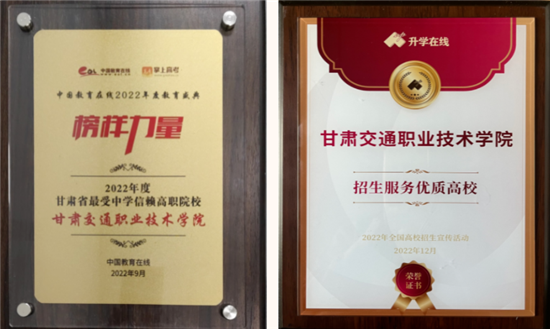 中国教育在线
掌上高考
中国教育在线2022年度教育盛典
榜样力量
2022年度
甘肃省最受中学信赖高职院校
甘肃交通职业技术学院
中国教育在线
2022年9月
升学在线
甘肃交通职业技术学院
招生服务优质高校
2022年全国高校招生宣传活动
2022年12月
荣誉
证书